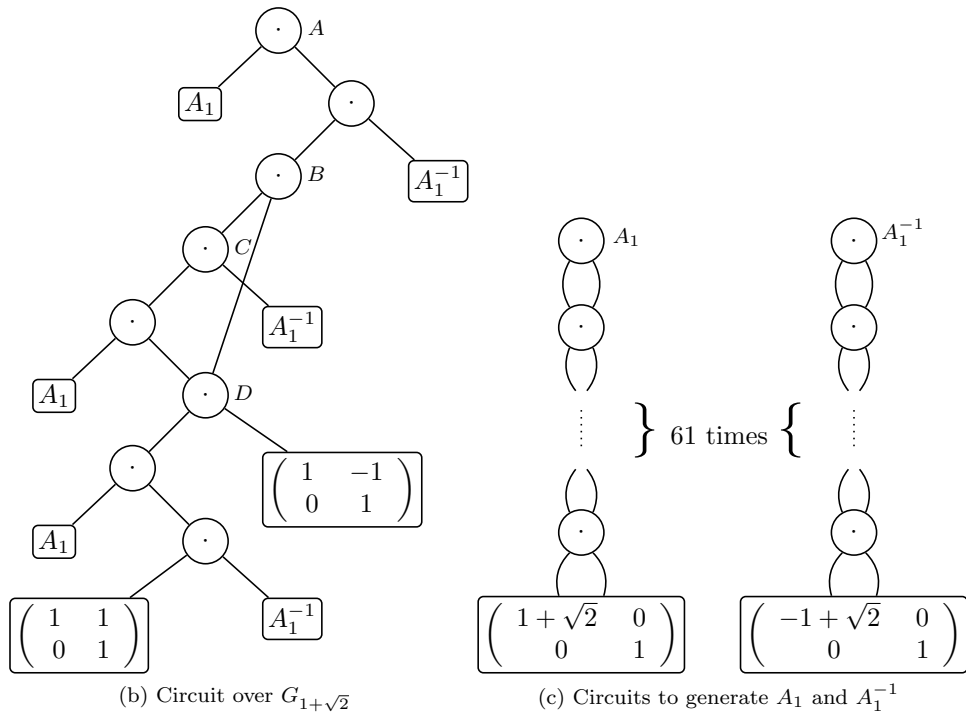 · A
A₁ ·
· B A₁⁻¹
· C
· A₁⁻¹
A₁ · D
· ( 1 −1 )
( 0 1 )
A₁ ·
( 1 1 ) A₁⁻¹
( 0 1 )
(b) Circuit over G₁₊√₂
· A₁ · A₁⁻¹
· ·
} 61 times {
· ·
( 1 + √2 0 ) ( −1 + √2 0 )
( 0 1 ) ( 0 1 )
(c) Circuits to generate A₁ and A₁⁻¹